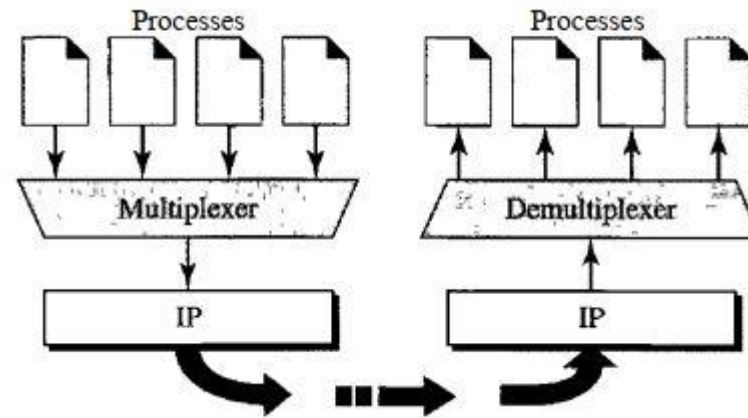 Processes
Processes
Multiplexer
Demultiplexer
IP
IP